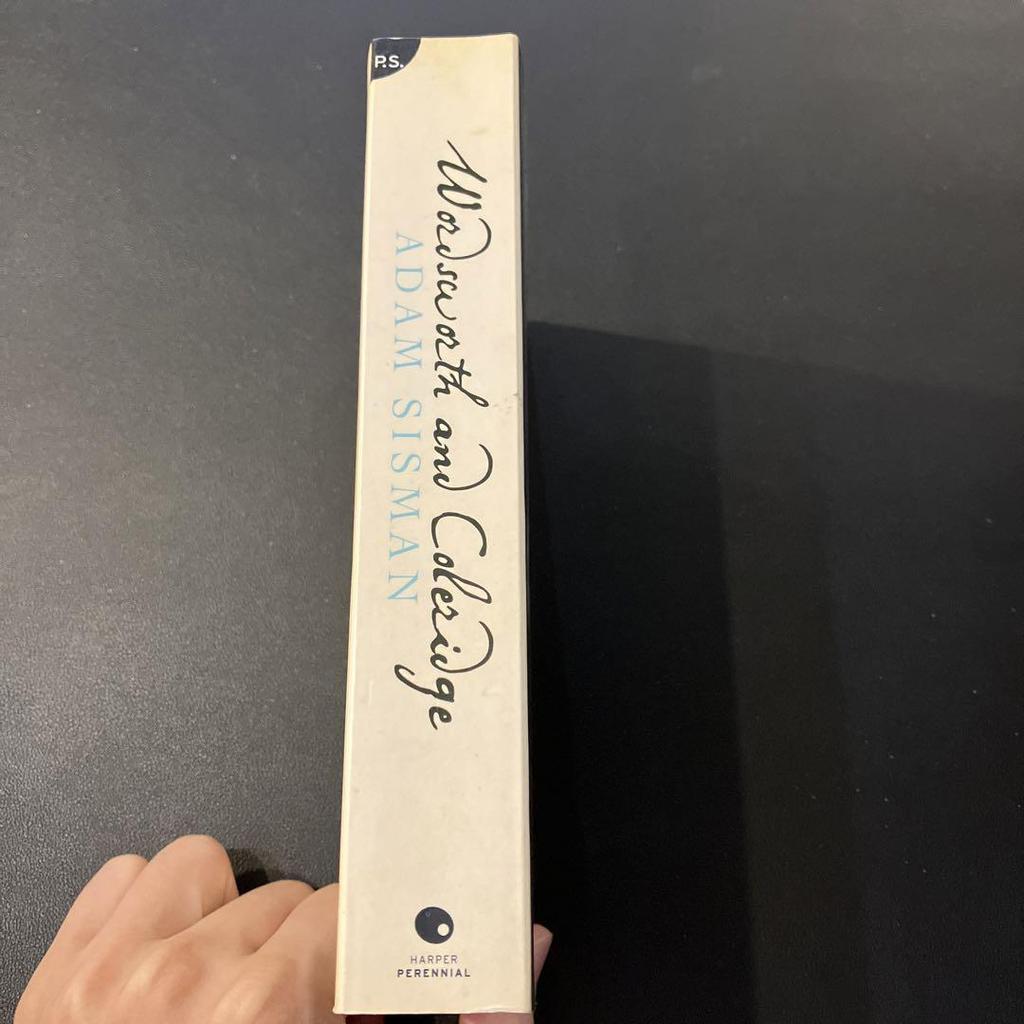 P.S.
Wordsworth and Coleridge
ADAM SISMAN
HARPER
PERENNIAL